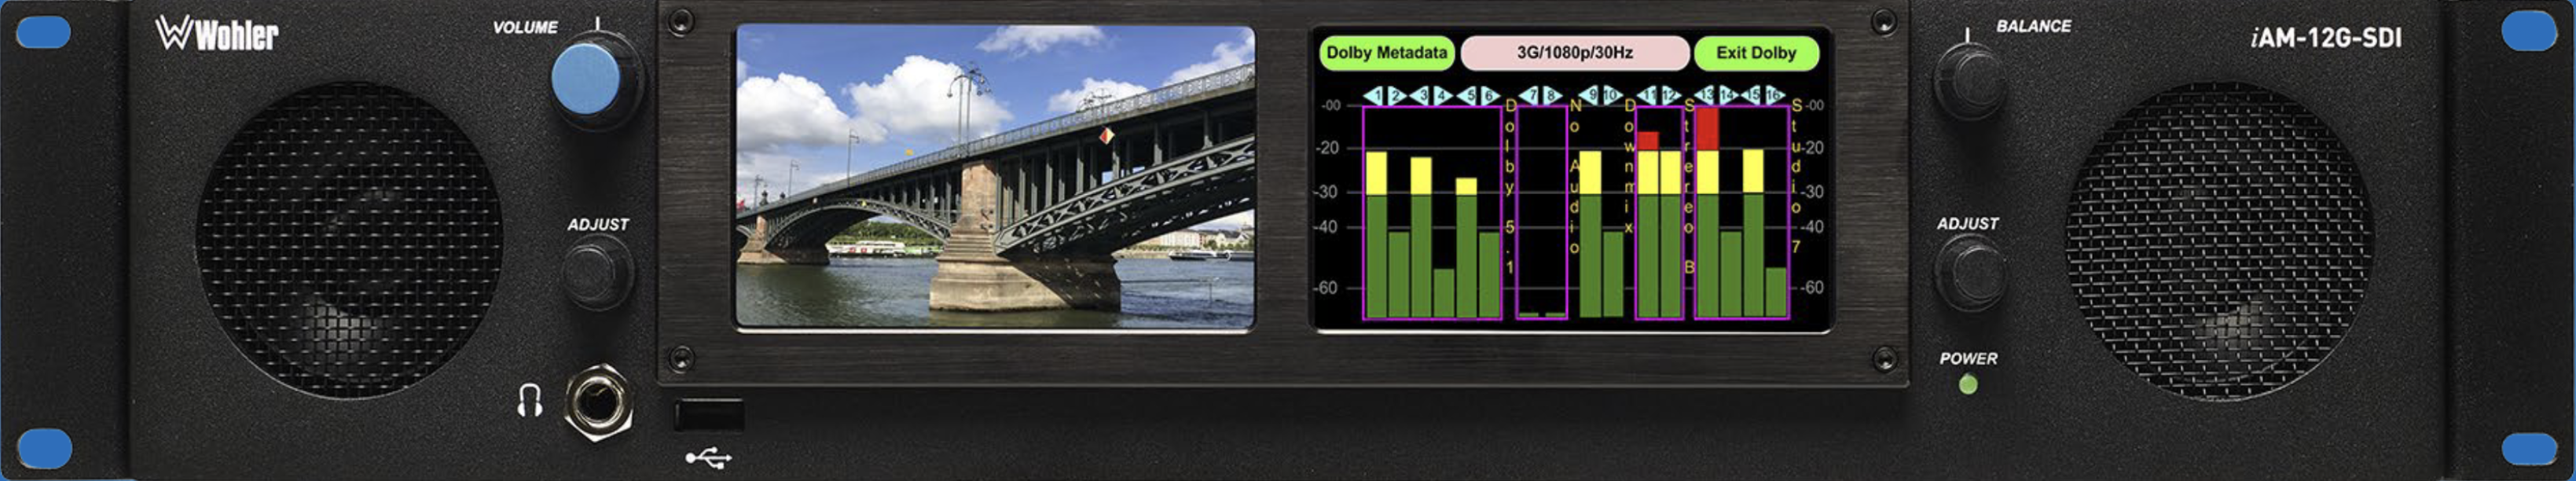 Wohler
VOLUME
ADJUST
Dolby Metadata
3G/1080p/30Hz
Exit Dolby
1 2 3 4 5 6 7 8 9 10 11 12 13 14 15 16
-00
-20
-30
-40
-60
Dolby 5.1
No Audio
Downmix
Strereo B
Studio 7
-00
-20
-30
-40
-60
BALANCE
ADJUST
POWER
iAM-12G-SDI